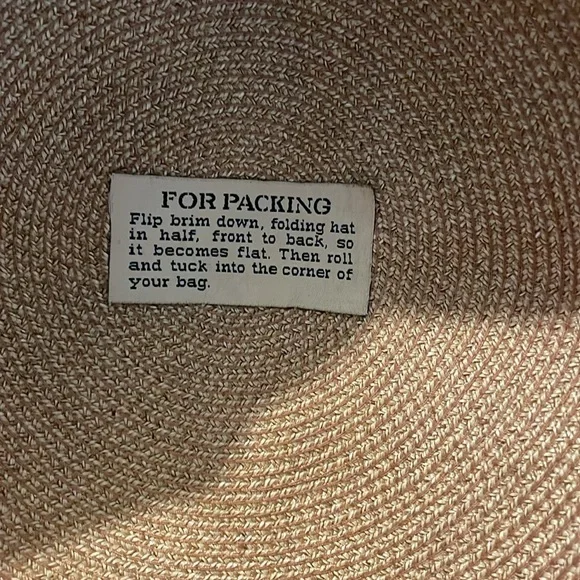 FOR PACKING
Flip brim down, folding hat
in half, front to back, so
it becomes flat. Then roll
and tuck into the corner of
your bag.